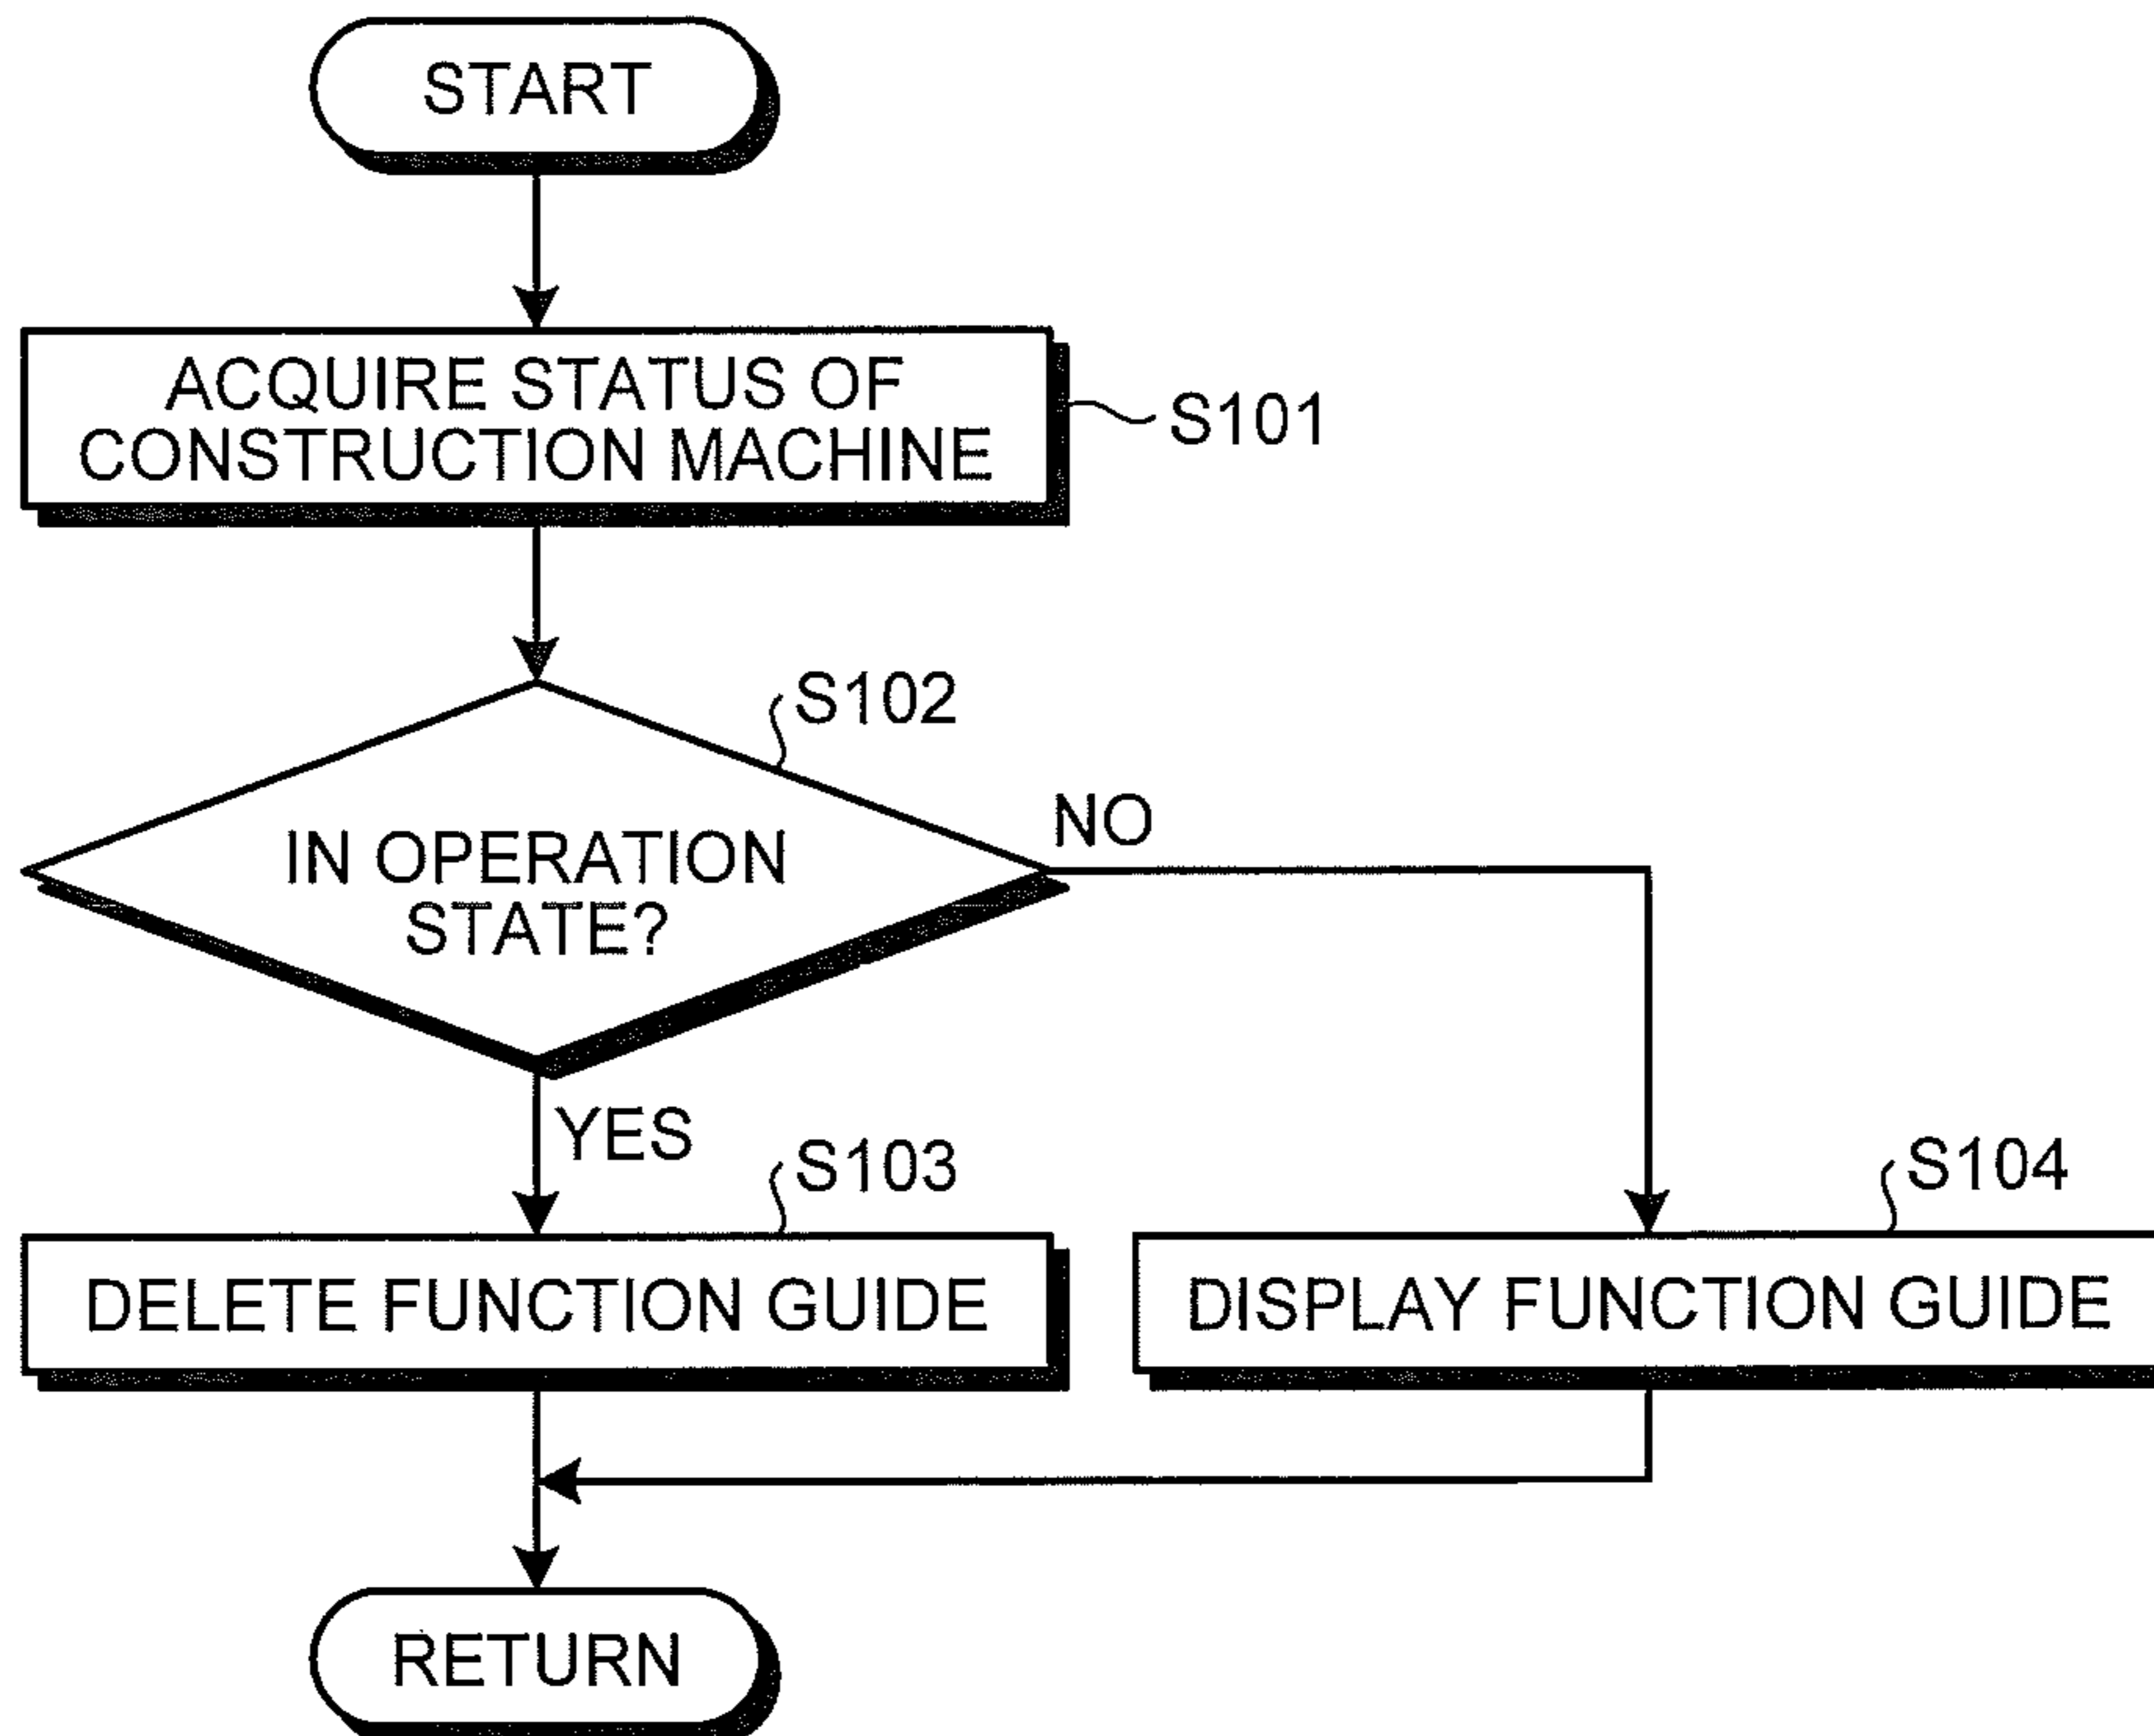 START
ACQUIRE STATUS OF
CONSTRUCTION MACHINE
S101
S102
IN OPERATION
STATE?
NO
YES
S103
DELETE FUNCTION GUIDE
S104
DISPLAY FUNCTION GUIDE
RETURN